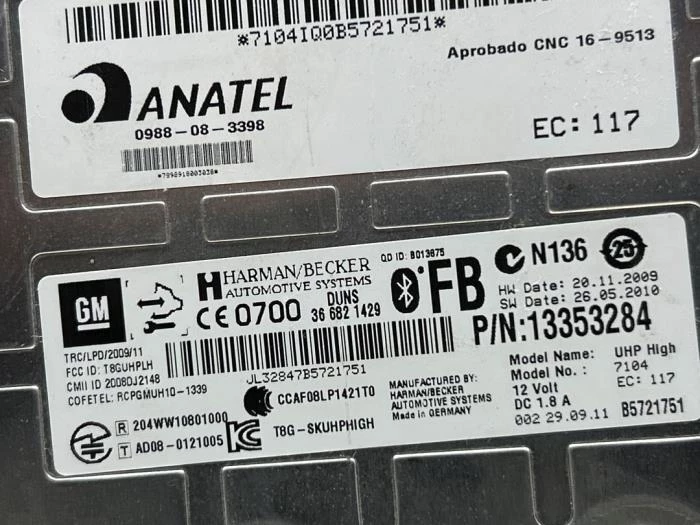 *7104IQ0B5721751*
Aprobado CNC 16-9513
ANATEL
0988-08-3398
EC: 117
*7898918003028*
GM
HARMAN/BECKER
AUTOMOTIVE SYSTEMS
QD ID: B013675
FB
N136
25
CE 0700
DUNS
36 682 1429
HW Date: 20.11.2009
SW Date: 26.05.2010
P/N:13353284
TRC/LPD/2009/11
FCC ID: T8GUHPLH
CMII ID 2008DJ2148
COFETEL: RCPGMUH10-1339
JL32847B5721751
CCAF08LP1421T0
MANUFACTURED BY:
HARMAN/BECKER
AUTOMOTIVE SYSTEMS
Made in GERMANY
Model Name: UHP High
Model No.: 7104
12 Volt EC: 117
DC 1.8 A
002 29.09.11 B5721751
R 204WW10801000
T AD08-0121005
T8G-SKUHPHIGH